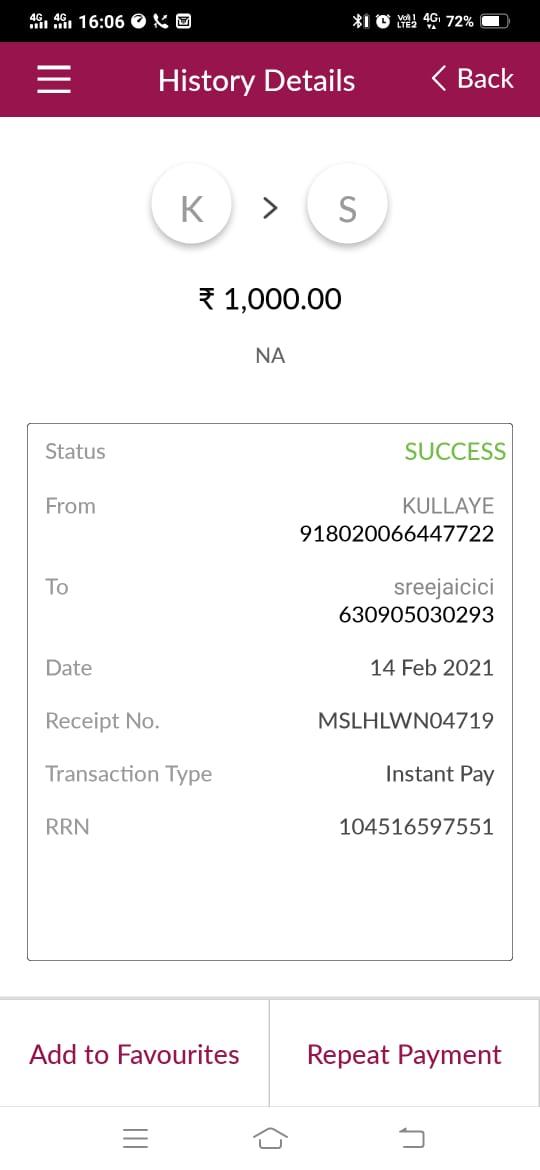 4G 4G 16:06 4G 72%
History Details Back
K > S
₹ 1,000.00
NA
Status SUCCESS
From KULLAYE
918020066447722
To sreejaicici
630905030293
Date 14 Feb 2021
Receipt No. MSLHLWN04719
Transaction Type Instant Pay
RRN 104516597551
Add to Favourites Repeat Payment